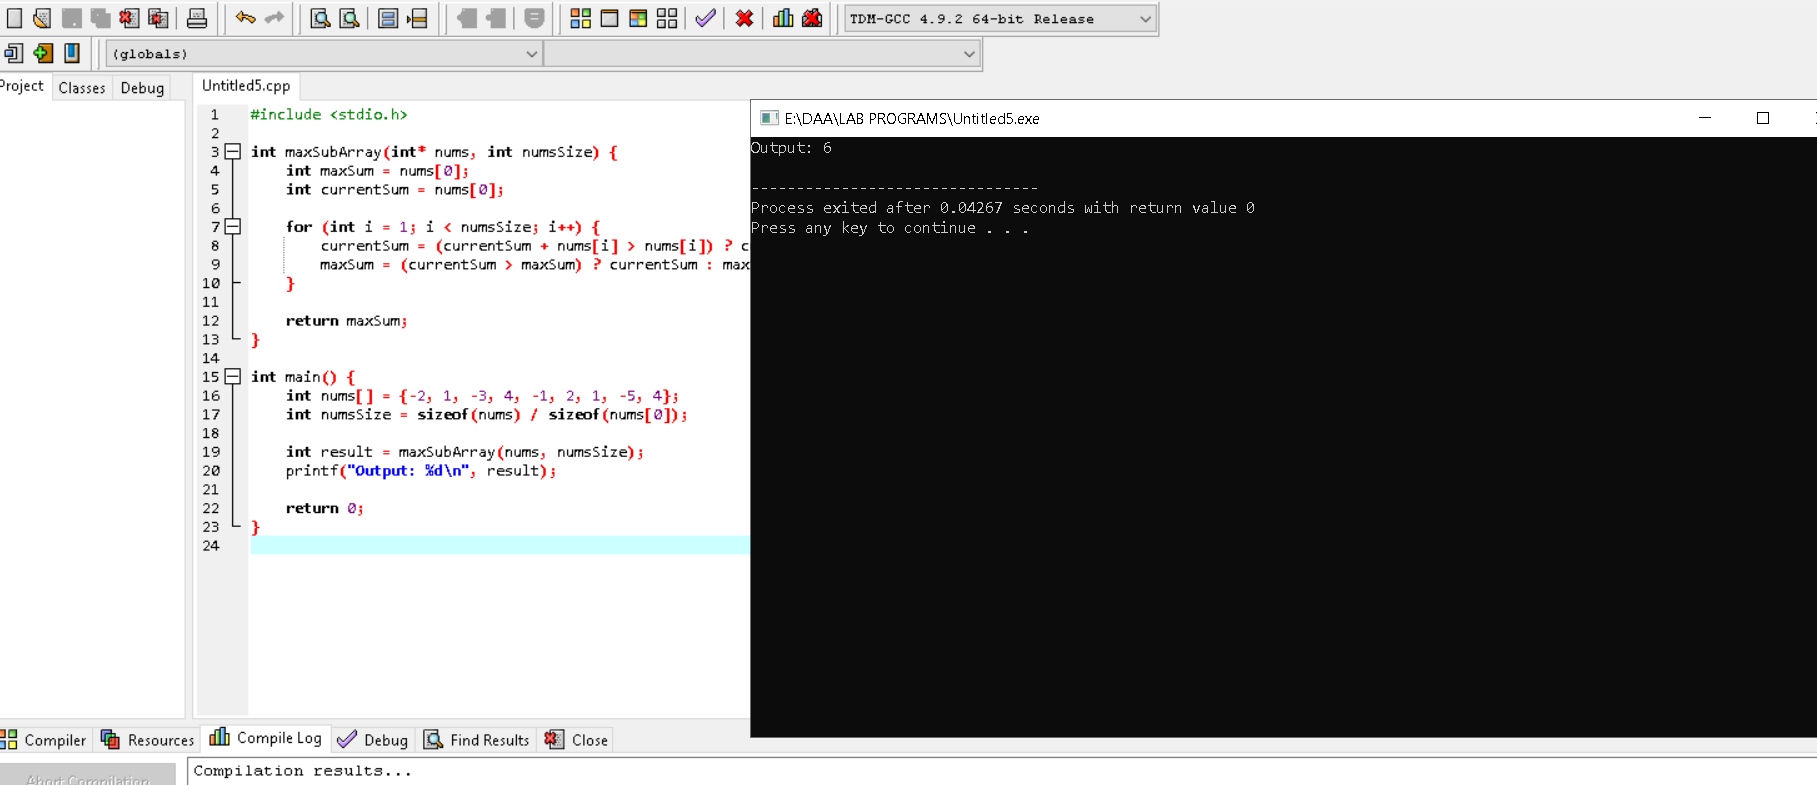 TDM-GCC 4.9.2 64-bit Release
(globals)
Project Classes Debug
Untitled5.cpp
1 #include <stdio.h>
2
3 int maxSubArray(int* nums, int numsSize) {
4 int maxSum = nums[0];
5 int currentSum = nums[0];
6
7 for (int i = 1; i < numsSize; i++) {
8 currentSum = (currentSum + nums[i] > nums[i]) ? c
9 maxSum = (currentSum > maxSum) ? currentSum : max
10 }
11
12 return maxSum;
13 }
14
15 int main() {
16 int nums[] = {-2, 1, -3, 4, -1, 2, 1, -5, 4};
17 int numsSize = sizeof(nums) / sizeof(nums[0]);
18
19 int result = maxSubArray(nums, numsSize);
20 printf("Output: %d\n", result);
21
22 return 0;
23 }
24
E:\DAA\LAB PROGRAMS\Untitled5.exe
Output: 6
--------------------------------
Process exited after 0.04267 seconds with return value 0
Press any key to continue . . .
Compiler Resources Compile Log Debug Find Results Close
Abort Compilation
Compilation results...